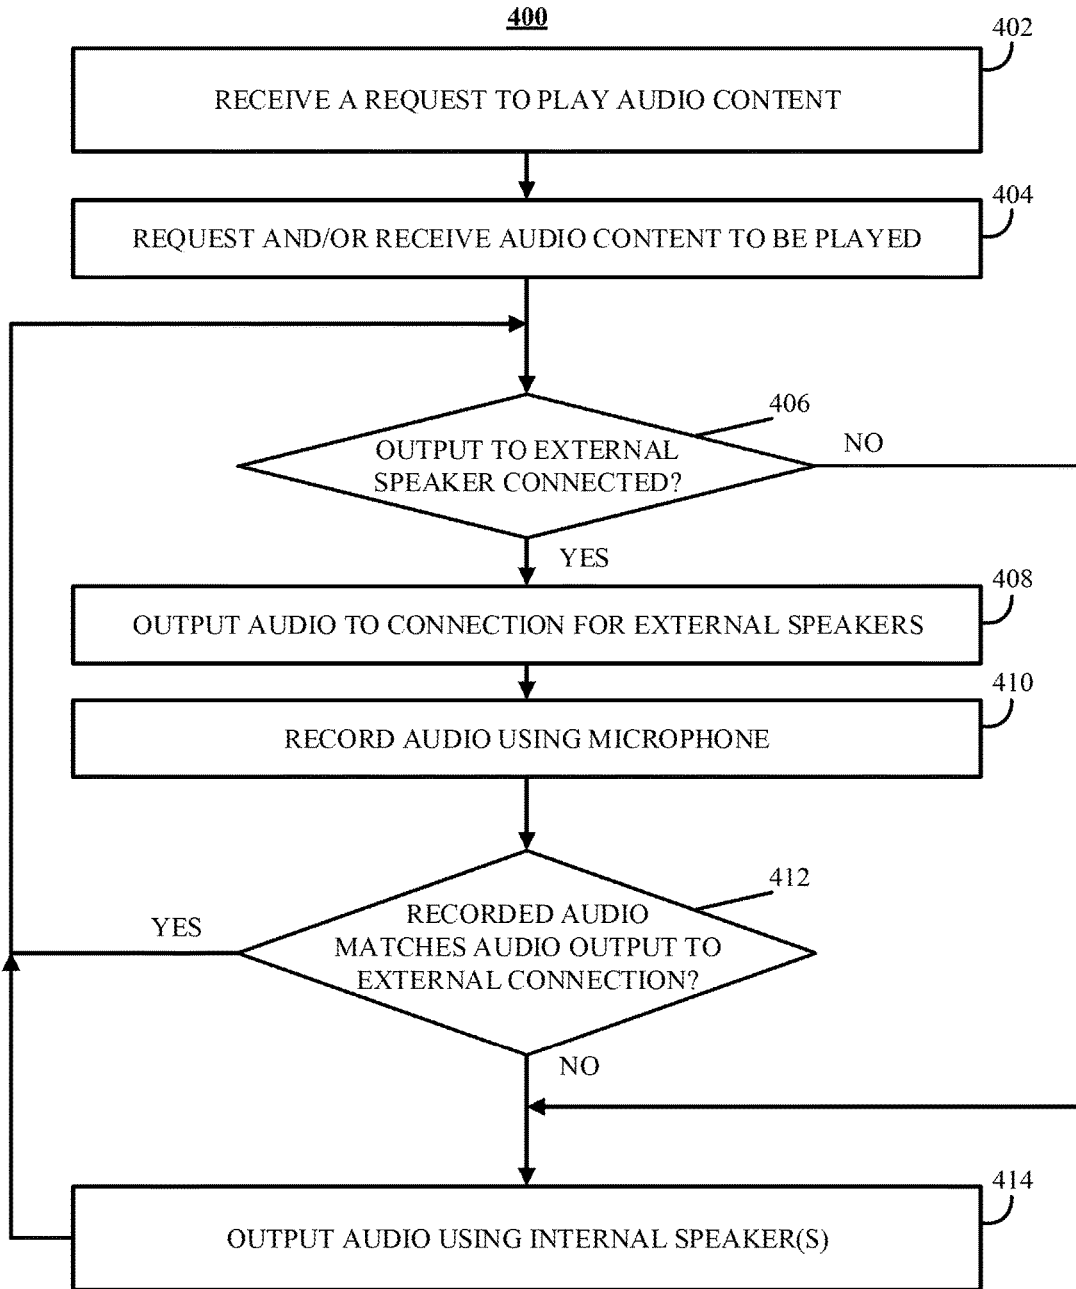 400
402
RECEIVE A REQUEST TO PLAY AUDIO CONTENT
404
REQUEST AND/OR RECEIVE AUDIO CONTENT TO BE PLAYED
406
OUTPUT TO EXTERNAL
SPEAKER CONNECTED?
NO
YES
408
OUTPUT AUDIO TO CONNECTION FOR EXTERNAL SPEAKERS
410
RECORD AUDIO USING MICROPHONE
412
RECORDED AUDIO
MATCHES AUDIO OUTPUT TO
EXTERNAL CONNECTION?
YES
NO
414
OUTPUT AUDIO USING INTERNAL SPEAKER(S)